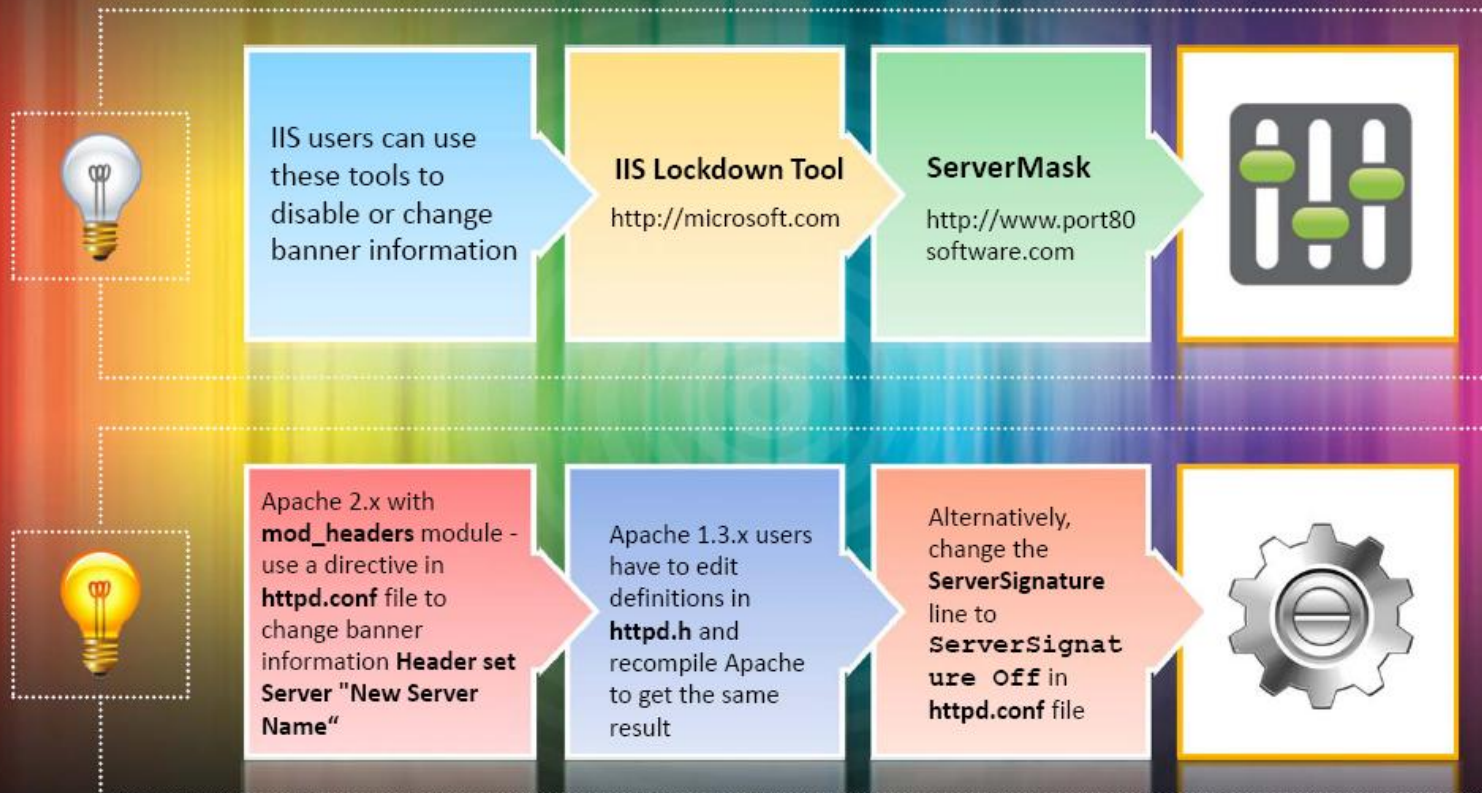 IIS users can use
these tools to
disable or change
banner information
IIS Lockdown Tool
http://microsoft.com
ServerMask
http://www.port80
software.com
Apache 2.x with
mod_headers module -
use a directive in
httpd.conf file to
change banner
information Header set
Server "New Server
Name“
Apache 1.3.x users
have to edit
definitions in
httpd.h and
recompile Apache
to get the same
result
Alternatively,
change the
ServerSignature
line to
ServerSignat
ure Off in
httpd.conf file